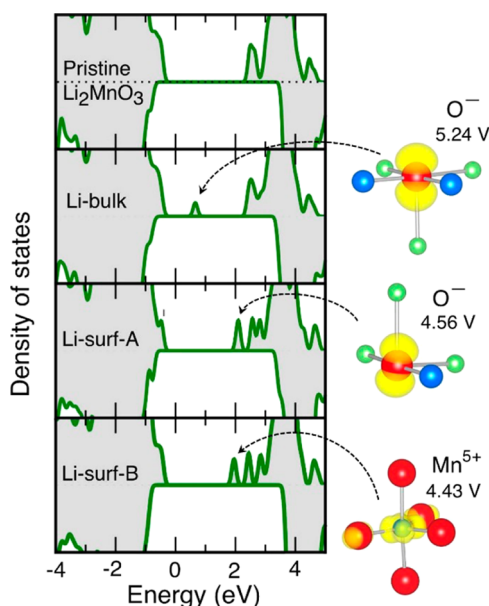 Density of states
Pristine
Li₂MnO₃
Li-bulk
Li-surf-A
Li-surf-B
-4 -2 0 2 4
Energy (eV)
O⁻
5.24 V
O⁻
4.56 V
Mn⁵⁺
4.43 V